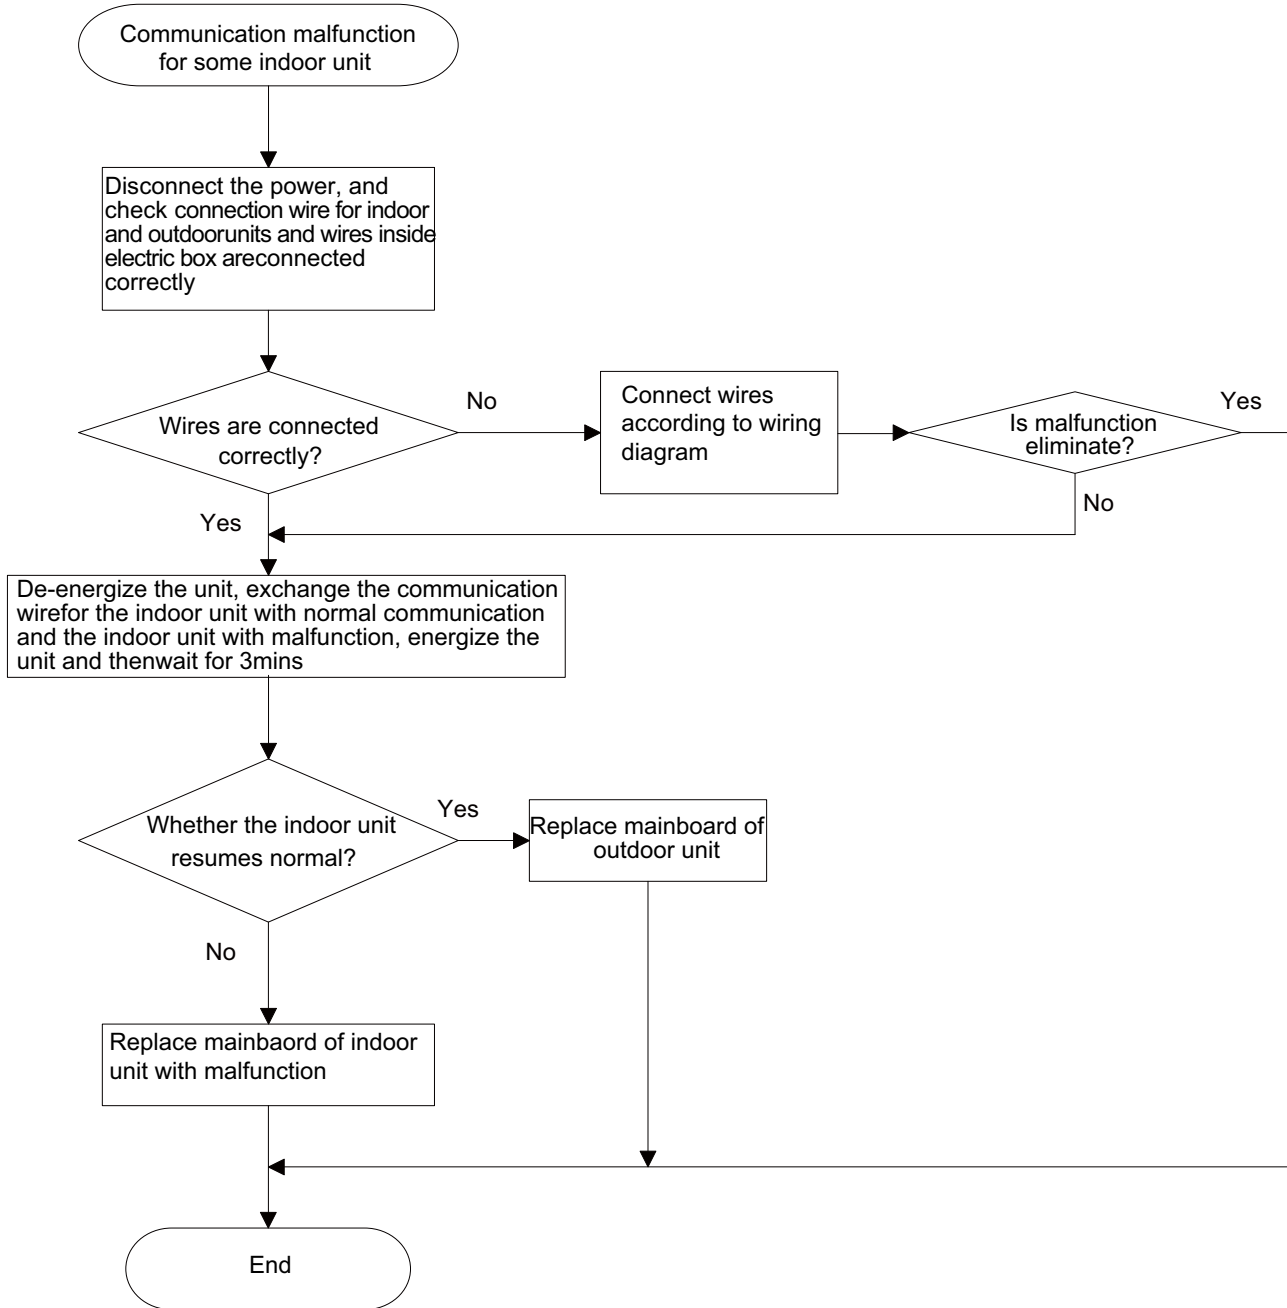 Communication malfunction
for some indoor unit
Disconnect the power, and
check connection wire for indoor
and outdoorunits and wires inside
electric box areconnected
correctly
Wires are connected
correctly?
No
Connect wires
according to wiring
diagram
Is malfunction
eliminate?
Yes
No
Yes
De-energize the unit, exchange the communication
wirefor the indoor unit with normal communication
and the indoor unit with malfunction, energize the
unit and thenwait for 3mins
Whether the indoor unit
resumes normal?
Yes
Replace mainboard of
outdoor unit
No
Replace mainbaord of indoor
unit with malfunction
End